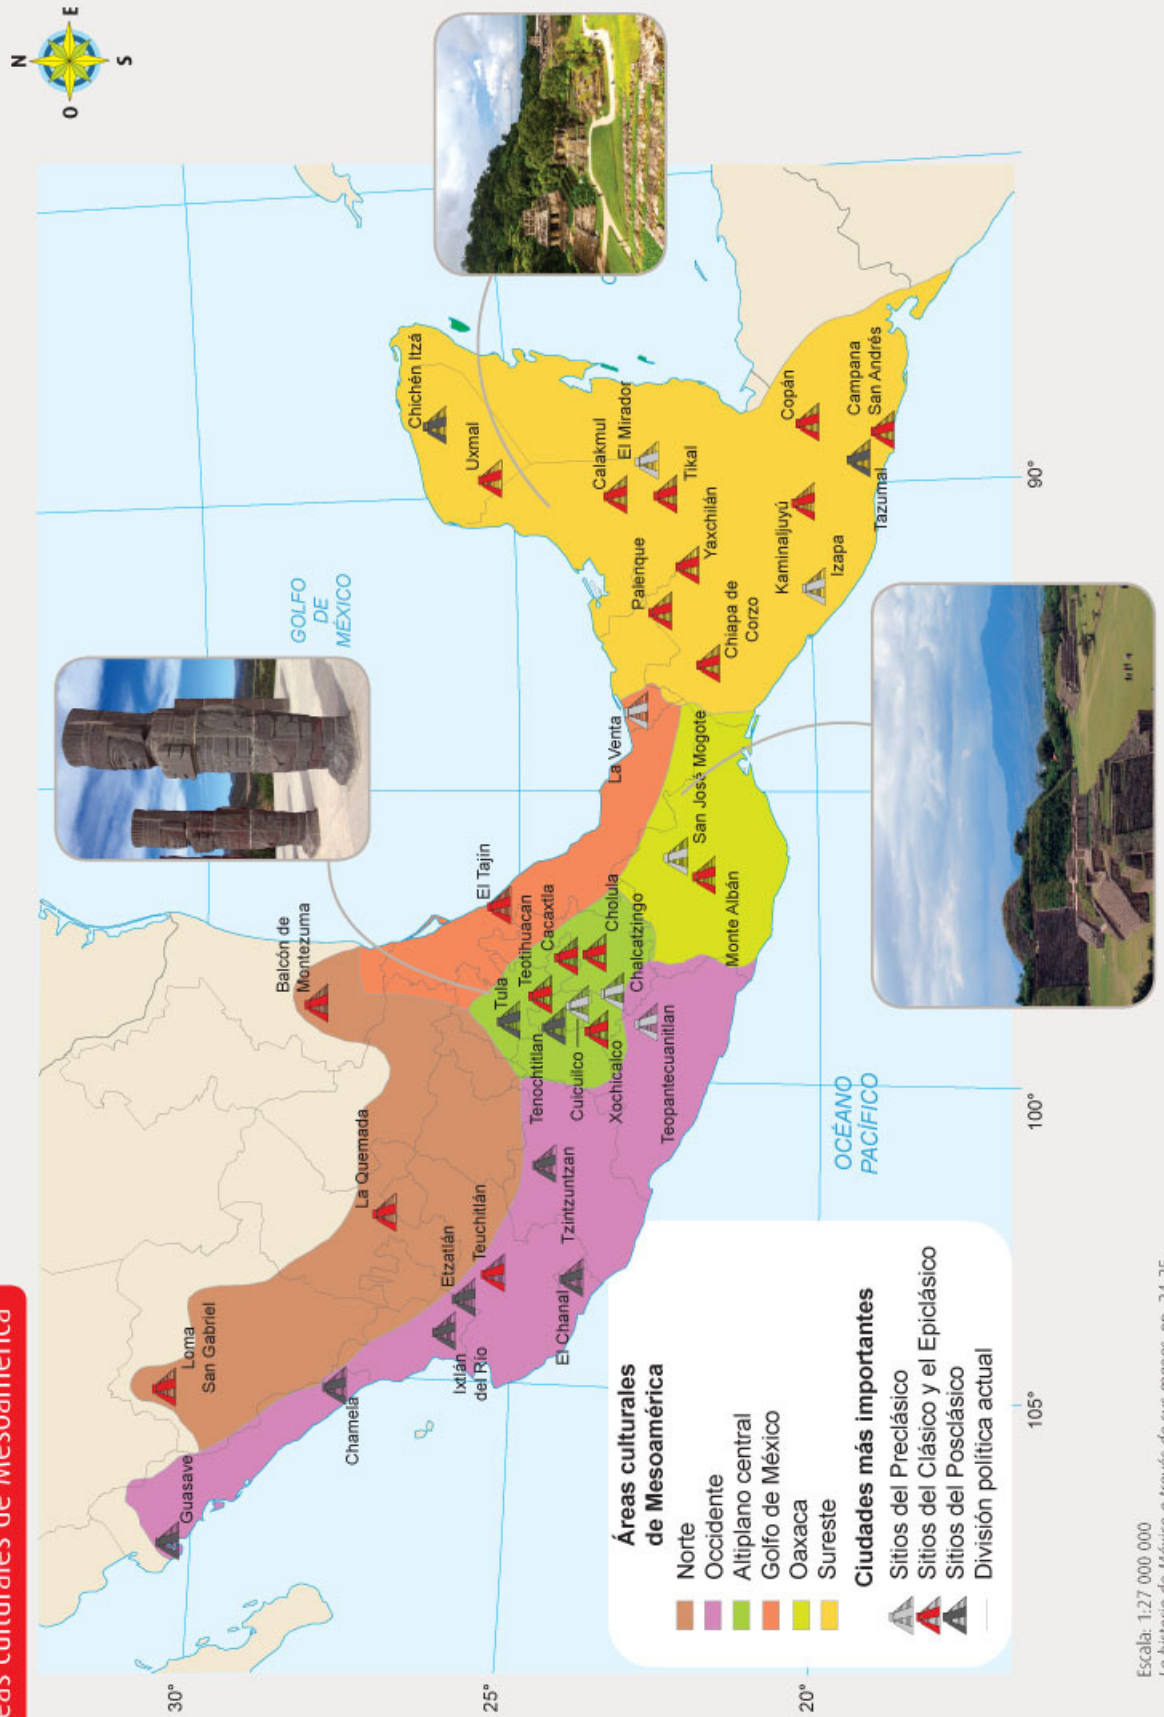 Áreas culturales de Mesoamérica
N
E
O
S
30°
25°
20°
105°
100°
90°
GOLFO
DE
MÉXICO
OCÉANO
PACÍFICO
Guasave
Loma
San Gabriel
Chamela
La Quemada
Balcón de
Montezuma
Ixtlán
del Río
Etzatlán
Teuchitlán
El Chanal
Tzintzuntzan
Tula
Teotihuacan
Tenochtitlan
Cuicuilco
Xochicalco
Cacaxtla
Cholula
Chalcatzingo
Teopantecuanitlan
El Tajín
La Venta
San José Mogote
Monte Albán
Chichén Itzá
Uxmal
Calakmul
El Mirador
Tikal
Palenque
Yaxchilán
Chiapa de
Corzo
Kaminaljuyú
Izapa
Copán
Campana
San Andrés
Tazumal
Áreas culturales
de Mesoamérica
Norte
Occidente
Altiplano central
Golfo de México
Oaxaca
Sureste
Ciudades más importantes
Sitios del Preclásico
Sitios del Clásico y el Epiclásico
Sitios del Posclásico
División política actual
Escala: 1:27 000 000